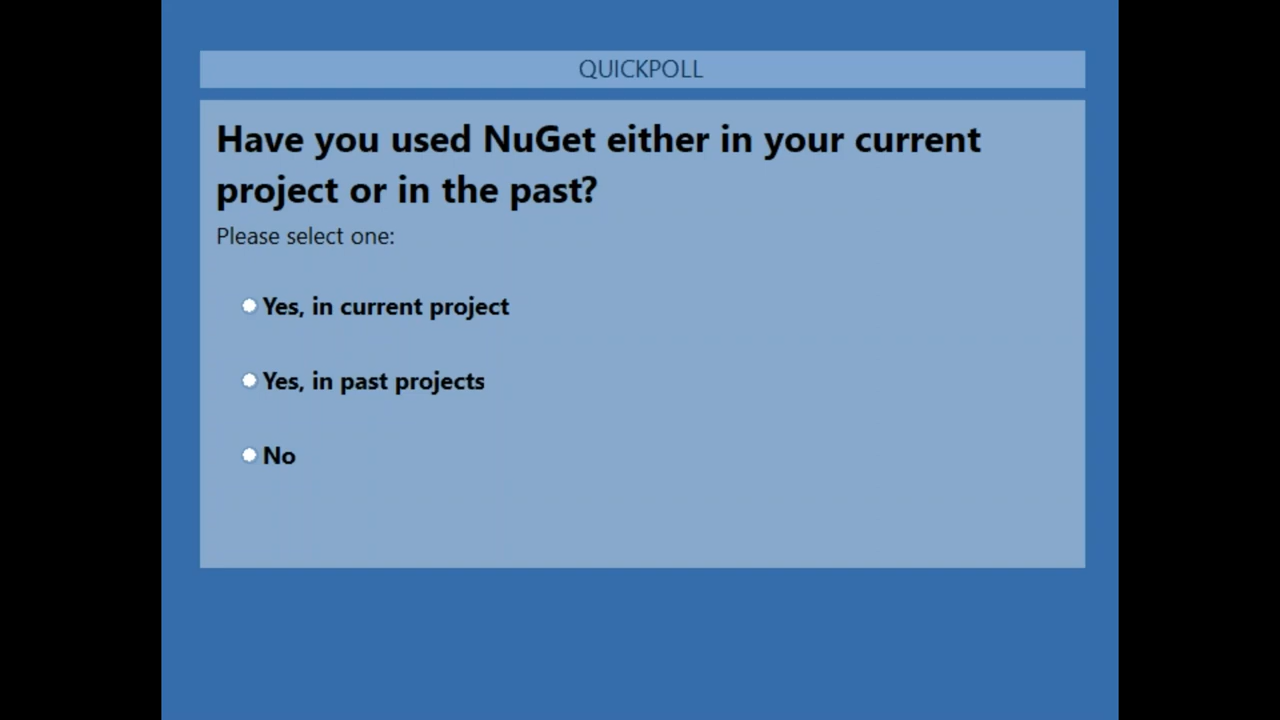 QUICKPOLL
Have you used NuGet either in your current
project or in the past?
Please select one:
Yes, in current project
Yes, in past projects
No